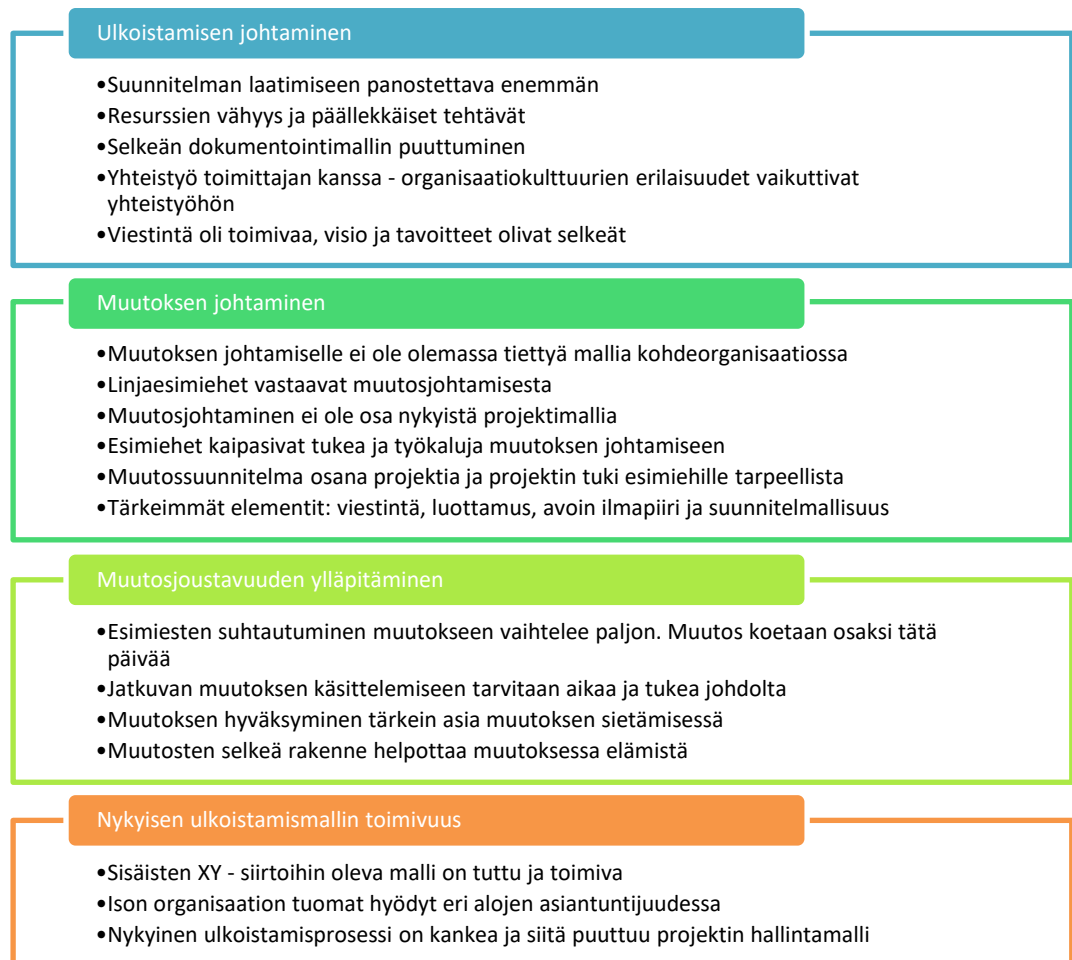 Ulkoistamisen johtaminen
•Suunnitelman laatimiseen panostettava enemmän
•Resurssien vähyys ja päällekkäiset tehtävät
•Selkeän dokumentointimallin puuttuminen
•Yhteistyö toimittajan kanssa - organisaatiokulttuurien erilaisuudet vaikuttivat
yhteistyöhön
•Viestintä oli toimivaa, visio ja tavoitteet olivat selkeät
Muutoksen johtaminen
•Muutoksen johtamiselle ei ole olemassa tiettyä mallia kohdeorganisaatiossa
•Linjaesimiehet vastaavat muutosjohtamisesta
•Muutosjohtaminen ei ole osa nykyistä projektimallia
•Esimiehet kaipasivat tukea ja työkaluja muutoksen johtamiseen
•Muutossuunnitelma osana projektia ja projektin tuki esimiehille tarpeellista
•Tärkeimmät elementit: viestintä, luottamus, avoin ilmapiiri ja suunnitelmallisuus
Muutosjoustavuuden ylläpitäminen
•Esimiesten suhtautuminen muutokseen vaihtelee paljon. Muutos koetaan osaksi tätä
päivää
•Jatkuvan muutoksen käsittelemiseen tarvitaan aikaa ja tukea johdolta
•Muutoksen hyväksyminen tärkein asia muutoksen sietämisessä
•Muutosten selkeä rakenne helpottaa muutoksessa elämistä
Nykyisen ulkoistamismallin toimivuus
•Sisäisten XY - siirtoihin oleva malli on tuttu ja toimiva
•Ison organisaation tuomat hyödyt eri alojen asiantuntijuudessa
•Nykyinen ulkoistamisprosessi on kankea ja siitä puuttuu projektin hallintamalli